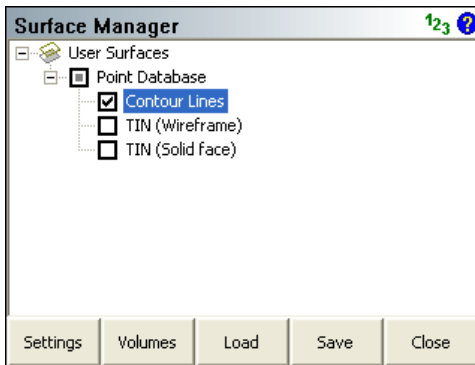 Surface Manager 123 ?
User Surfaces
Point Database
Contour Lines
TIN (Wireframe)
TIN (Solid face)
Settings Volumes Load Save Close